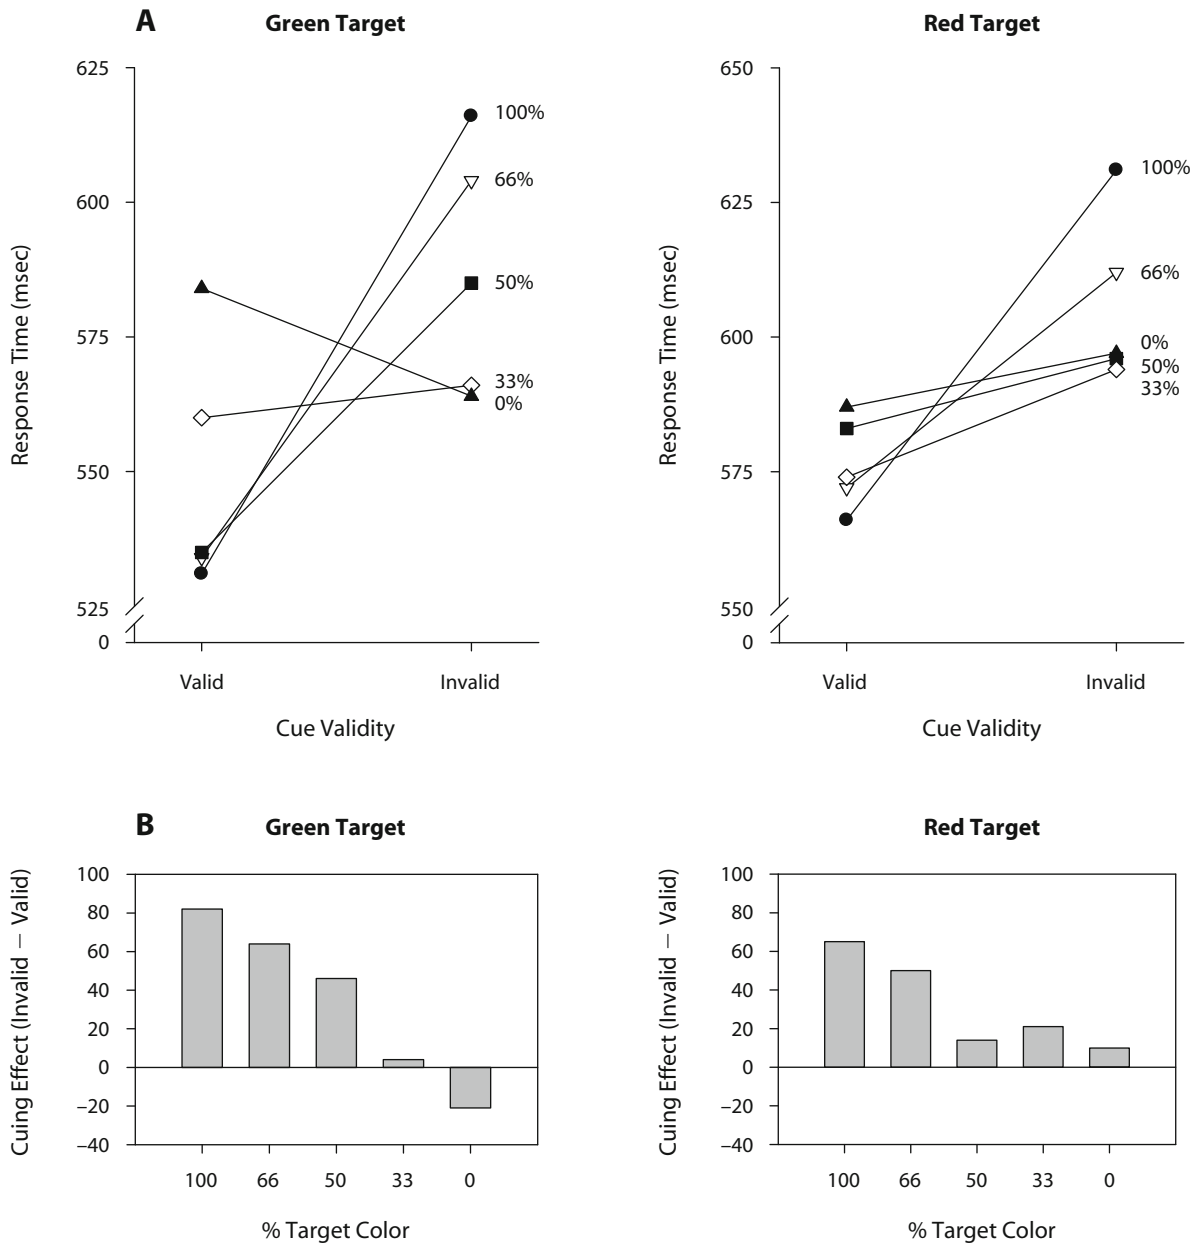 A
Green Target
Red Target
Response Time (msec)
625
600
575
550
525
0
100%
66%
50%
33%
0%
Valid
Invalid
Cue Validity
Response Time (msec)
650
625
600
575
550
0
100%
66%
0%
50%
33%
Valid
Invalid
Cue Validity
B
Green Target
Red Target
Cuing Effect (Invalid — Valid)
100
80
60
40
20
0
–20
–40
100 66 50 33 0
% Target Color
Cuing Effect (Invalid — Valid)
100
80
60
40
20
0
–20
–40
100 66 50 33 0
% Target Color